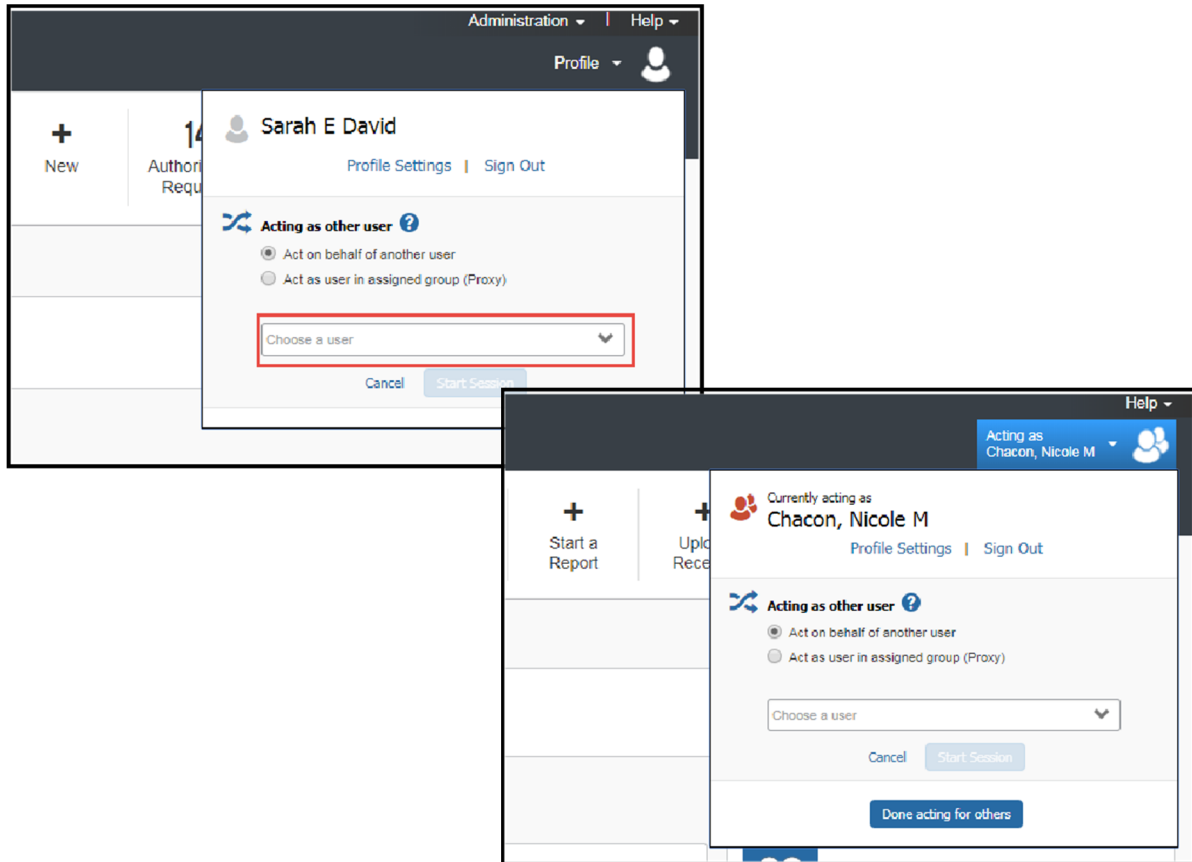 Administration Help
Profile
New
Sarah E David
Profile Settings | Sign Out
Acting as other user ?
Act on behalf of another user
Act as user in assigned group (Proxy)
Choose a user
Cancel Start Session
Help
Acting as
Chacon, Nicole M
Start a
Report
Currently acting as
Chacon, Nicole M
Profile Settings | Sign Out
Acting as other user ?
Act on behalf of another user
Act as user in assigned group (Proxy)
Choose a user
Cancel Start Session
Done acting for others